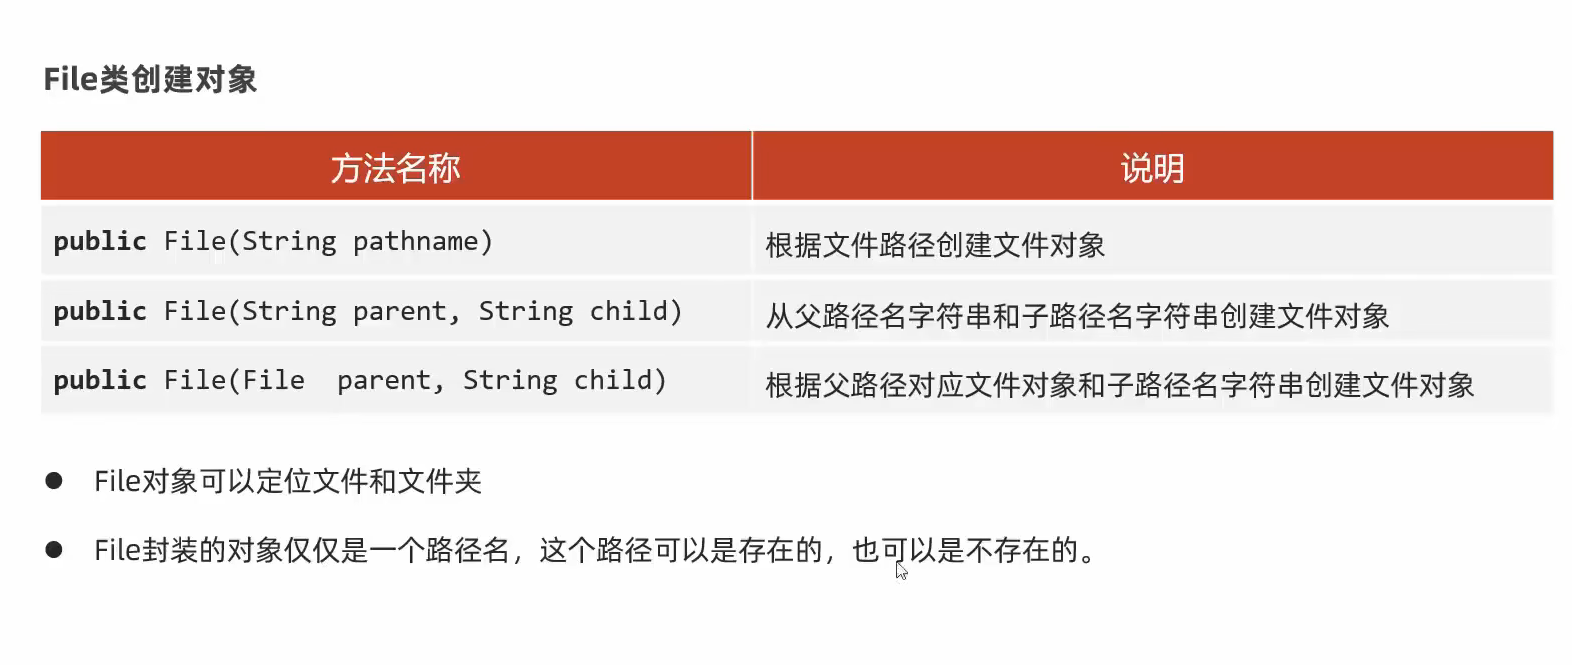 File类创建对象
方法名称 说明
public File(String pathname) 根据文件路径创建文件对象
public File(String parent, String child) 从父路径名字符串和子路径名字符串创建文件对象
public File(File  parent, String child) 根据父路径对应文件对象和子路径名字符串创建文件对象
● File对象可以定位文件和文件夹
● File封装的对象仅仅是一个路径名，这个路径可以是存在的，也可以是不存在的。